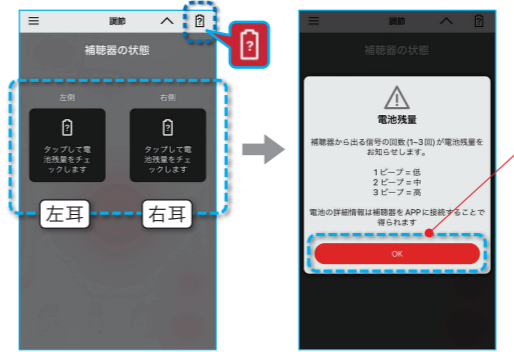 調節
補聴器の状態
左側
右側
?
?
タップして電
池残量をチェ
ックします
タップして電
池残量をチェ
ックします
左耳
右耳
?
?
調節
?
補聴器の状態
電池残量
補聴器から出る信号の回数(1~3回)が電池残量を
お知らせします。
1 ビープ = 低
2 ビープ = 中
3 ビープ = 高
電池の詳細情報は補聴器をAPPに接続することで
得られます
OK